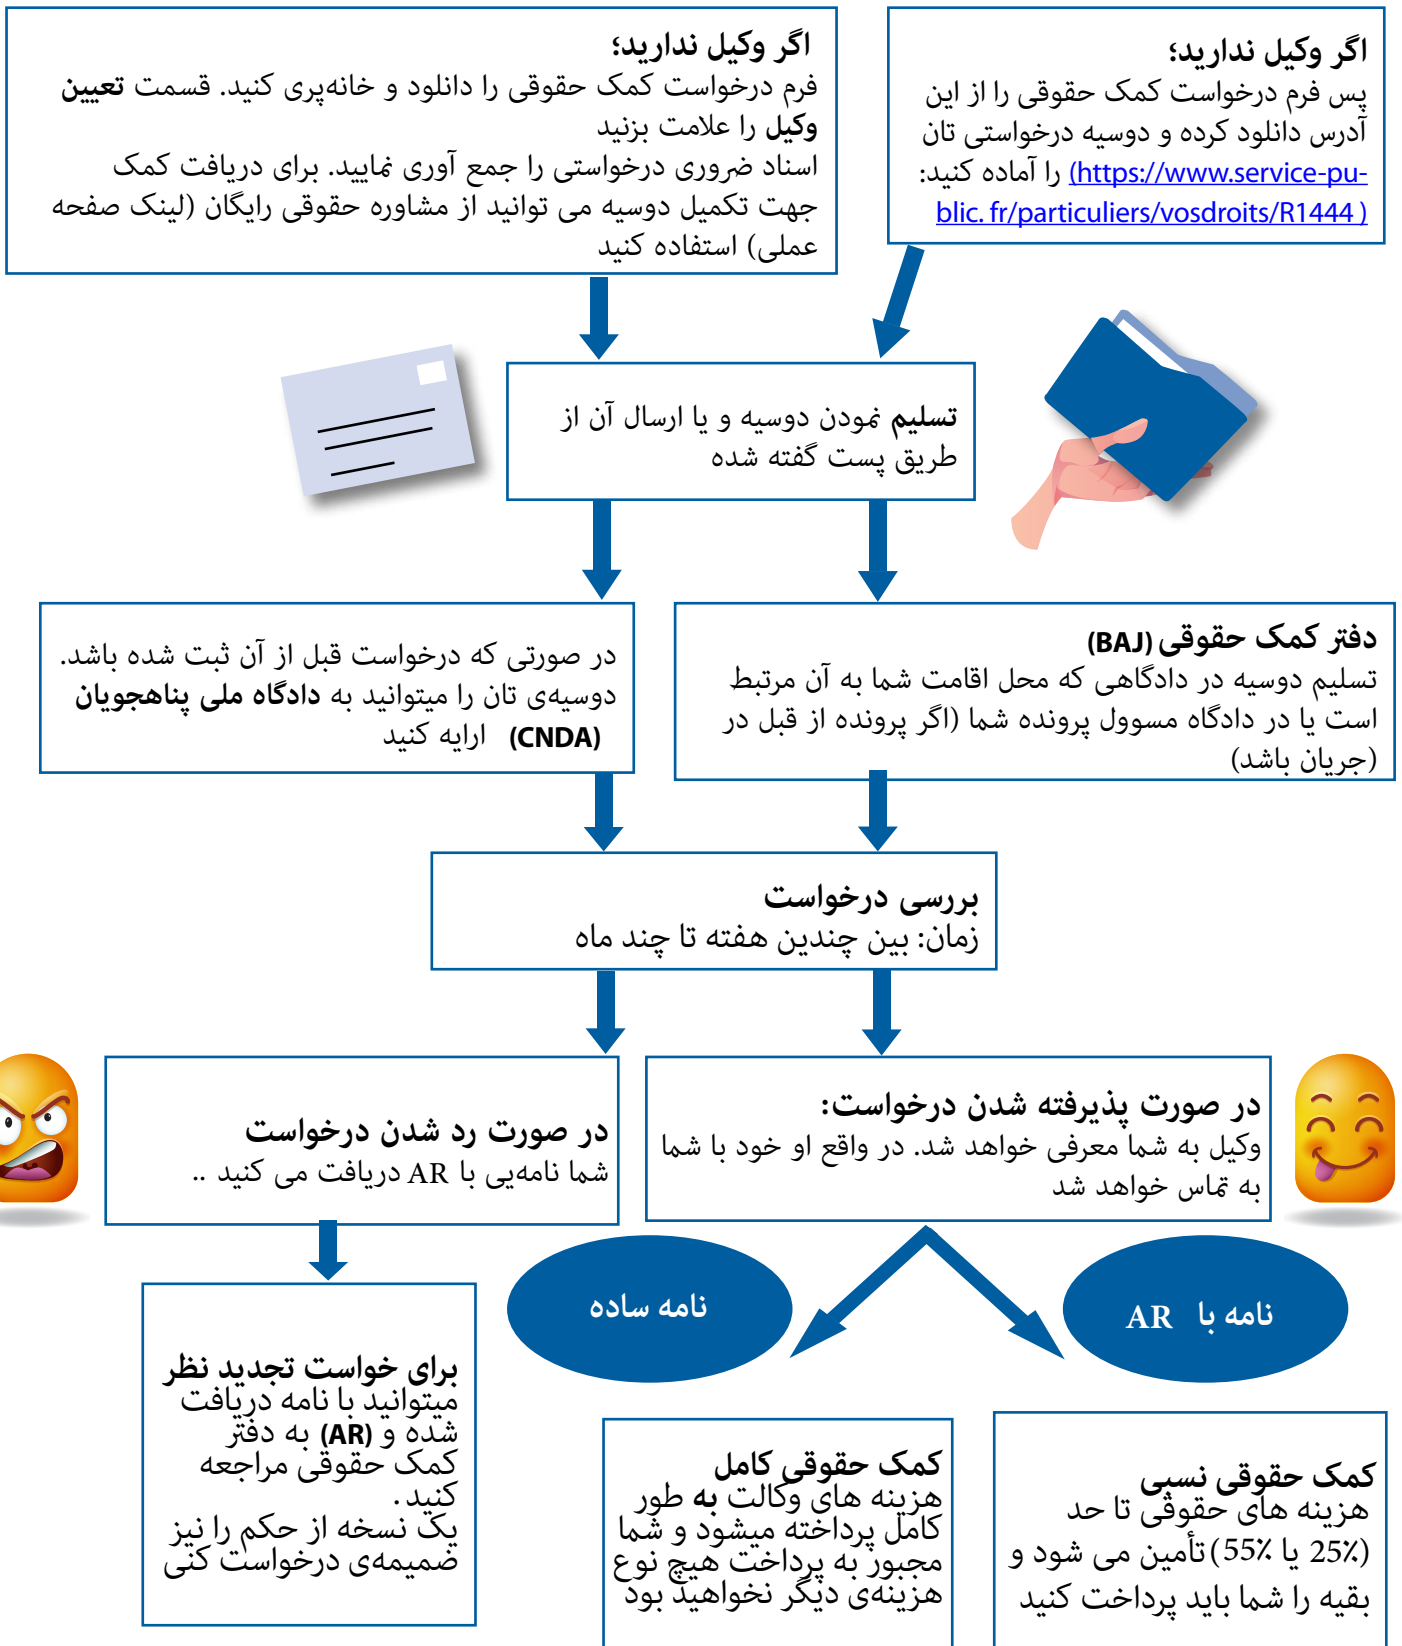 اگر وکیل ندارید؛
پس فرم درخواست کمک حقوقی را از این
آدرس دانلود کرده و دوسیه درخواستی تان
را آماده کنید: (https://www.service-pu-
blic. fr/particuliers/vosdroits/R1444 )
اگر وکیل ندارید؛
فرم درخواست کمک حقوقی را دانلود و خانه‌پری کنید. قسمت تعیین
وکیل را علامت بزنید
اسناد ضروری درخواستی را جمع آوری نمایید. برای دریافت کمک
جهت تکمیل دوسیه می توانید از مشاوره حقوقی رایگان (لینک صفحه
عملی) استفاده کنید
تسلیم نمودن دوسیه و یا ارسال آن از
طریق پست گفته شده
دفتر کمک حقوقی (BAJ)
تسلیم دوسیه در دادگاهی که محل اقامت شما به آن مرتبط
است یا در دادگاه مسوول پرونده شما (اگر پرونده از قبل در
جریان باشد)
در صورتی که درخواست قبل از آن ثبت شده باشد.
دوسیه‌ی تان را میتوانید به دادگاه ملی پناهجویان
(CNDA) ارایه کنید
بررسی درخواست
زمان: بین چندین هفته تا چند ماه
در صورت پذیرفته شدن درخواست:
وکیل به شما معرفی خواهد شد. در واقع او خود با شما
به تماس خواهد شد
در صورت رد شدن درخواست
شما نامه‌یی با AR دریافت می کنید ..
نامه با AR
نامه ساده
برای خواست تجدید نظر
میتوانید با نامه دریافت
شده و (AR) به دفتر
کمک حقوقی مراجعه
کنید.
یک نسخه از حکم را نیز
ضمیمه‌ی درخواست کنی
کمک حقوقی نسبی
هزینه های حقوقی تا حد
(25٪ یا 55٪) تأمین می شود و
بقیه را شما باید پرداخت کنید
کمک حقوقی کامل
هزینه های وکالت به طور
کامل پرداخته میشود و شما
مجبور به پرداخت هیچ نوع
هزینه‌ی دیگر نخواهید بود